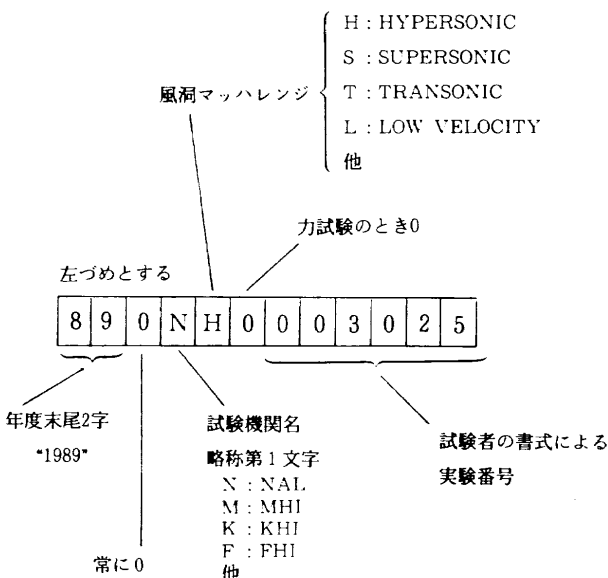 H : HYPERSONIC
S : SUPERSONIC
風洞マッハレンジ
T : TRANSONIC
L : LOW VELOCITY
他
力試験のとき0
左づめとする
8 9 0 N H 0 0 0 3 0 2 5
年度末尾2字
"1989"
常に0
試験機関名
略称第1文字
N : NAL
M : MHI
K : KHI
F : FHI
他
試験者の書式による
実験番号